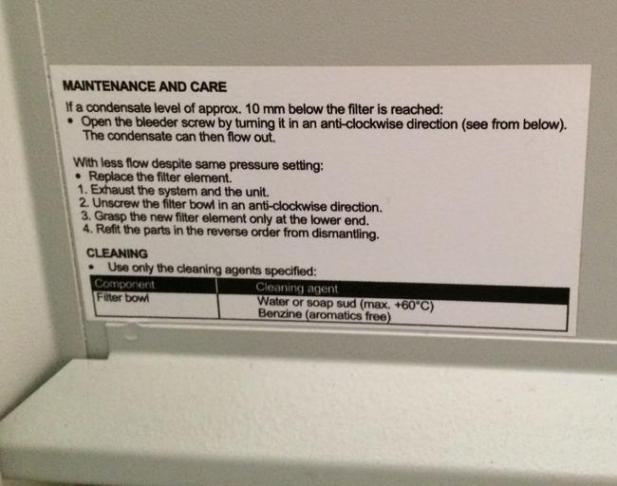 MAINTENANCE AND CARE
If a condensate level of approx. 10 mm below the filter is reached:
• Open the bleeder screw by turning it in an anti-clockwise direction (see from below).
The condensate can then flow out.
With less flow despite same pressure setting:
• Replace the filter element.
1. Exhaust the system and the unit.
2. Unscrew the filter bowl in an anti-clockwise direction.
3. Grasp the new filter element only at the lower end.
4. Refit the parts in the reverse order from dismantling.
CLEANING
• Use only the cleaning agents specified:
Component Cleaning agent
Filter bowl Water or soap sud (max. +60°C)
Benzine (aromatics free)